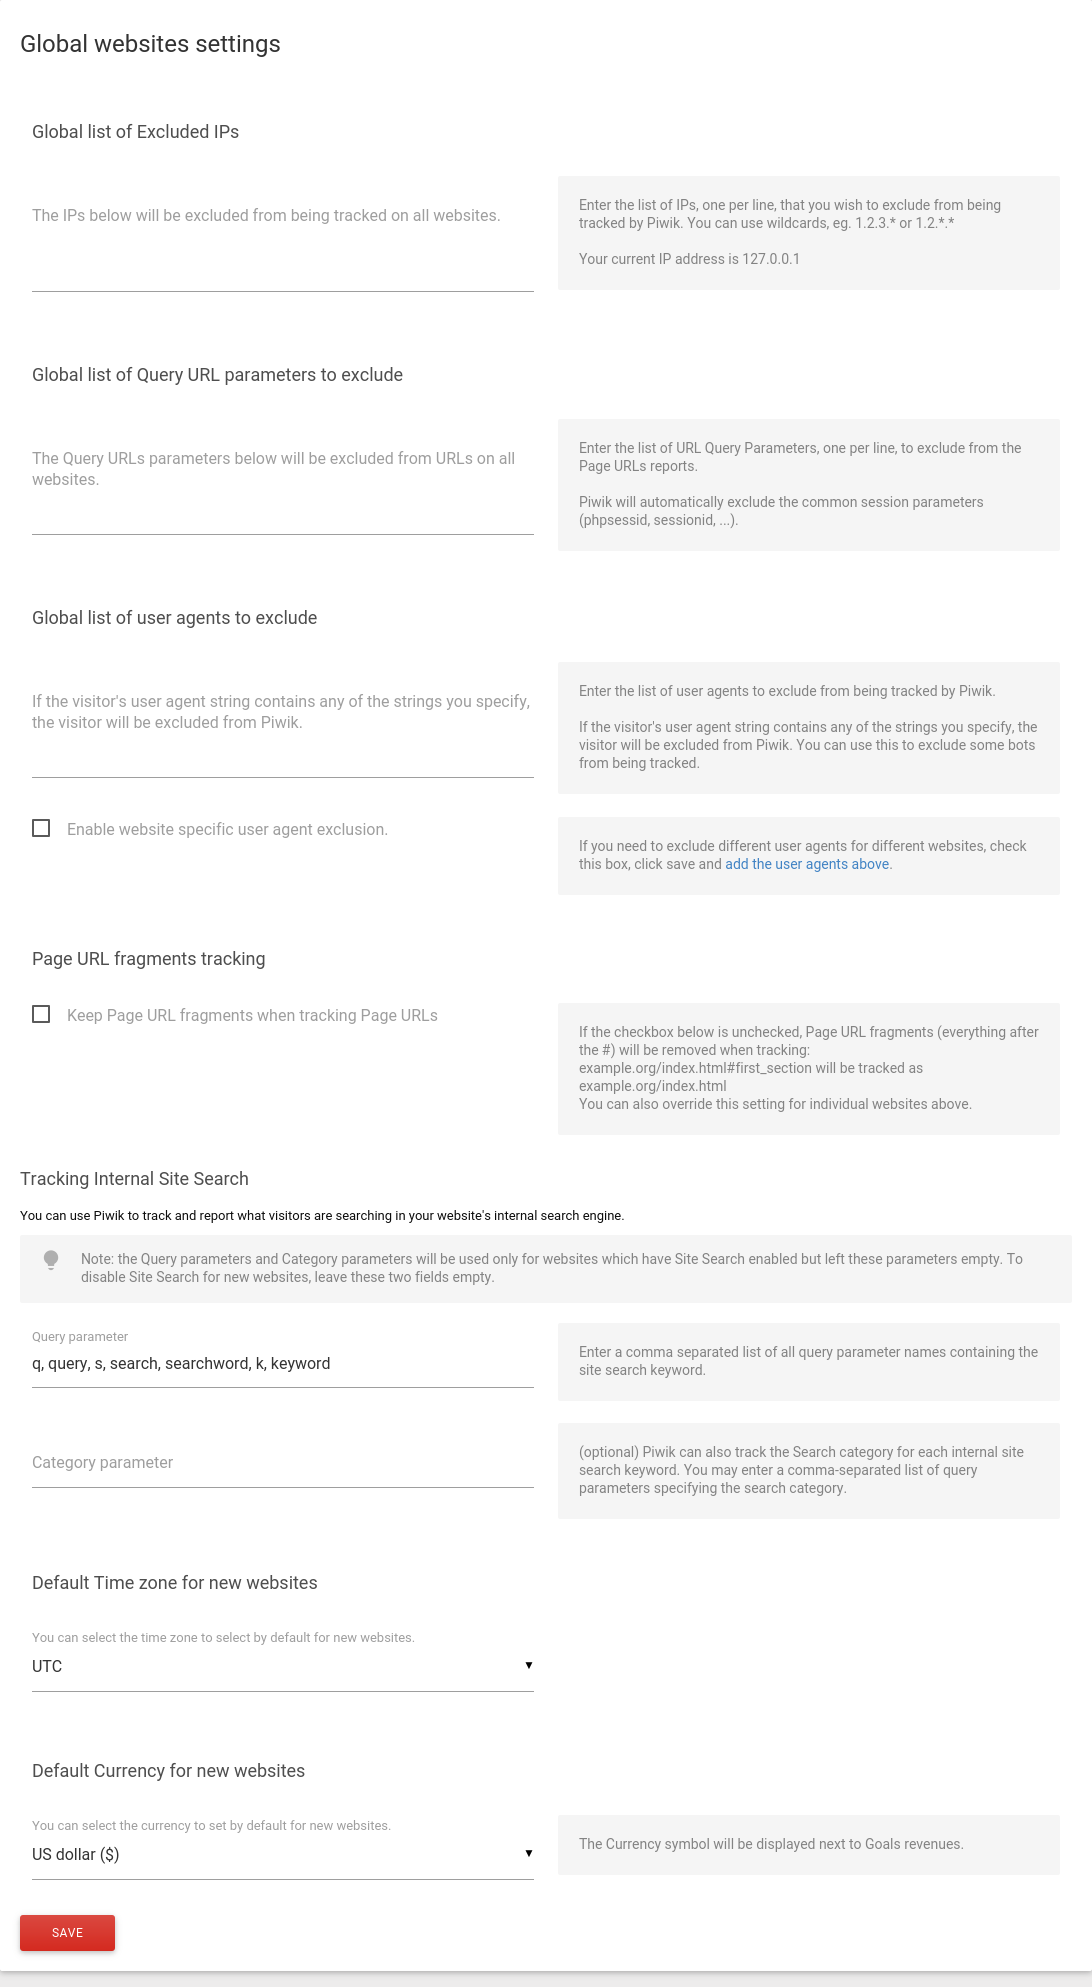 Global websites settings
Global list of Excluded IPs
The IPs below will be excluded from being tracked on all websites.
Enter the list of IPs, one per line, that you wish to exclude from being
tracked by Piwik. You can use wildcards, eg. 1.2.3.* or 1.2.*.*
Your current IP address is 127.0.0.1
Global list of Query URL parameters to exclude
The Query URLs parameters below will be excluded from URLs on all
websites.
Enter the list of URL Query Parameters, one per line, to exclude from the
Page URLs reports.
Piwik will automatically exclude the common session parameters
(phpsessid, sessionid, ...).
Global list of user agents to exclude
If the visitor's user agent string contains any of the strings you specify,
the visitor will be excluded from Piwik.
Enter the list of user agents to exclude from being tracked by Piwik.
If the visitor's user agent string contains any of the strings you specify, the
visitor will be excluded from Piwik. You can use this to exclude some bots
from being tracked.
Enable website specific user agent exclusion.
If you need to exclude different user agents for different websites, check
this box, click save and add the user agents above.
Page URL fragments tracking
Keep Page URL fragments when tracking Page URLs
If the checkbox below is unchecked, Page URL fragments (everything after
the #) will be removed when tracking:
example.org/index.html#first_section will be tracked as
example.org/index.html
You can also override this setting for individual websites above.
Tracking Internal Site Search
You can use Piwik to track and report what visitors are searching in your website's internal search engine.
Note: the Query parameters and Category parameters will be used only for websites which have Site Search enabled but left these parameters empty. To
disable Site Search for new websites, leave these two fields empty.
Query parameter
q, query, s, search, searchword, k, keyword
Enter a comma separated list of all query parameter names containing the
site search keyword.
Category parameter
(optional) Piwik can also track the Search category for each internal site
search keyword. You may enter a comma-separated list of query
parameters specifying the search category.
Default Time zone for new websites
You can select the time zone to select by default for new websites.
UTC
Default Currency for new websites
You can select the currency to set by default for new websites.
US dollar ($)
The Currency symbol will be displayed next to Goals revenues.
SAVE